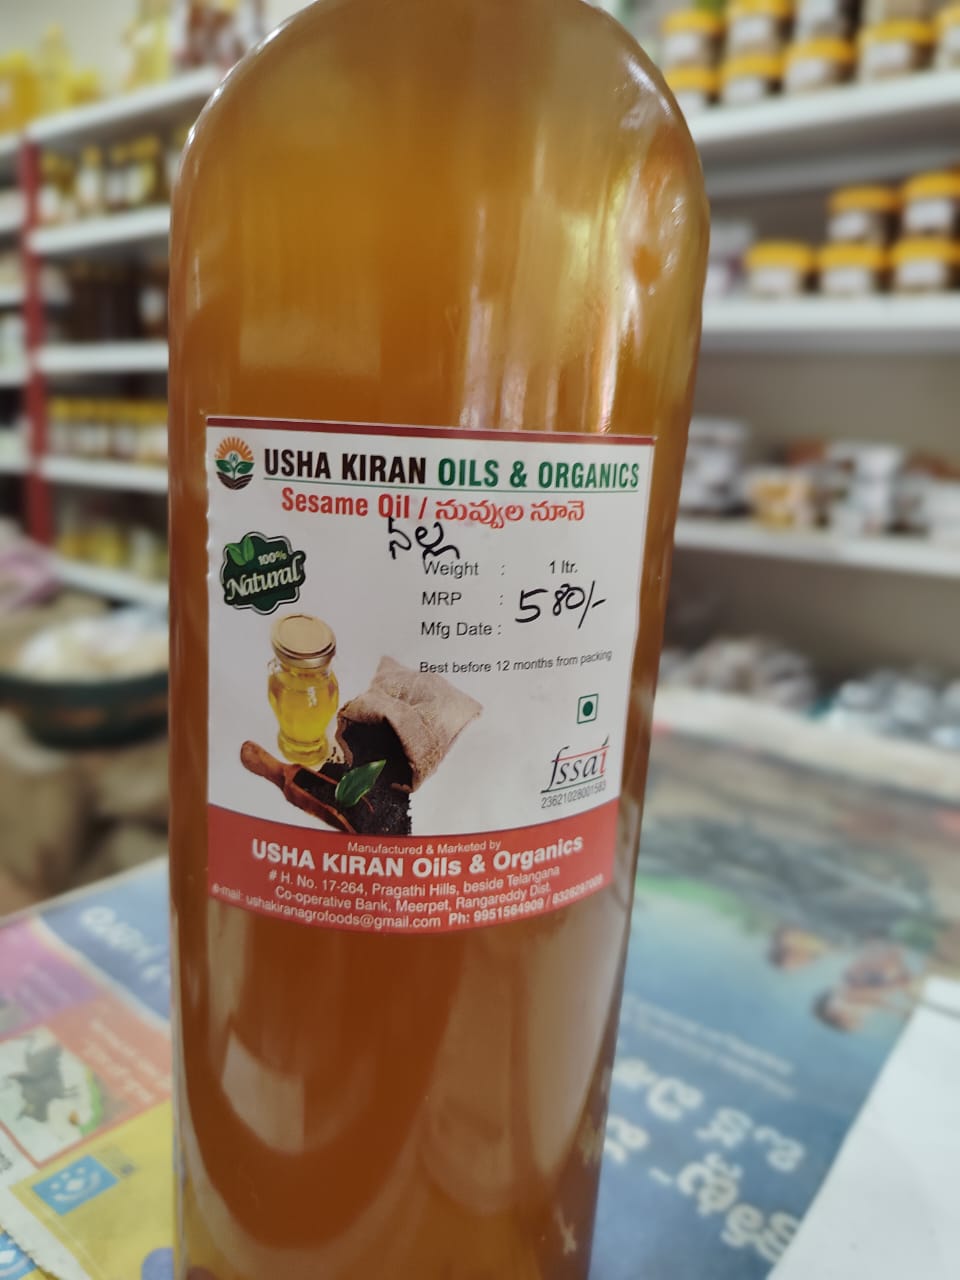 USHA KIRAN OILS & ORGANICS
Sesame Oil / నువ్వుల నూనె
నల్ల
100%
Natural
Weight : 1 ltr.
MRP : 580/-
Mfg Date :
Best before 12 months from packing
fssai
23621028001583
Manufactured & Marketed by
USHA KIRAN Oils & Organics
# H. No. 17-264, Pragathi Hills, beside Telangana
Co-operative Bank, Meerpet, Rangareddy Dist.
e-mail: ushakiranagrofoods@gmail.com Ph: 9951564909 /